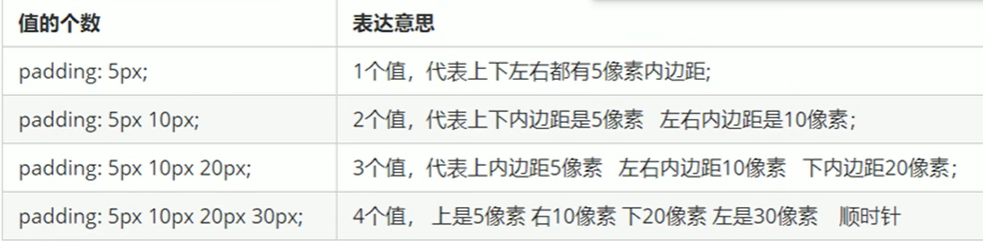 值的个数 表达意思
padding: 5px; 1个值，代表上下左右都有5像素内边距;
padding: 5px 10px; 2个值，代表上下内边距是5像素 左右内边距是10像素；
padding: 5px 10px 20px; 3个值，代表上内边距5像素 左右内边距10像素 下内边距20像素；
padding: 5px 10px 20px 30px; 4个值， 上是5像素 右10像素 下20像素 左是30像素 顺时针